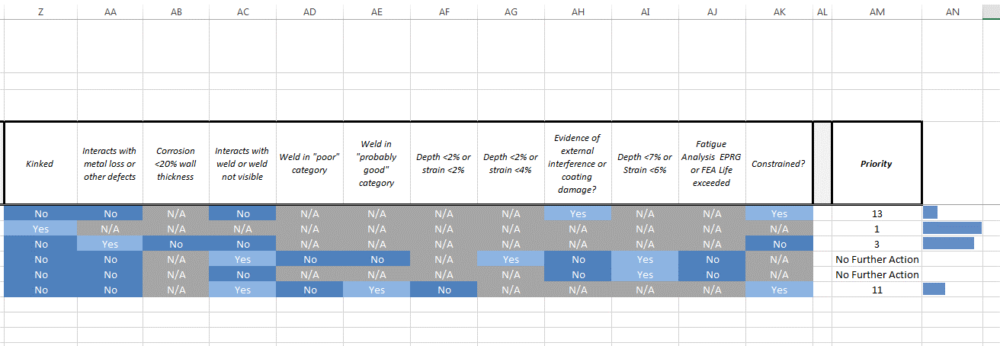 Z AA AB AC AD AE AF AG AH AI AJ AK AL AM AN
Kinked
Interacts with
metal loss or
other defects
Corrosion
<20% wall
thickness
Interacts with
weld or weld
not visible
Weld in "poor"
category
Weld in
"probably
good"
category
Depth <2% or
strain <2%
Depth <2% or
strain <4%
Evidence of
external
interference or
coating
damage?
Depth <7% or
Strain <6%
Fatigue
Analysis EPRG
or FEA Life
exceeded
Constrained?
Priority
No No N/A No N/A N/A N/A N/A Yes N/A N/A Yes 13
Yes N/A N/A N/A N/A N/A N/A N/A N/A N/A N/A N/A 1
No Yes No No N/A N/A N/A N/A N/A N/A N/A No 3
No No N/A Yes No No N/A Yes No Yes No N/A No Further Action
No No N/A No N/A N/A N/A N/A No Yes No N/A No Further Action
No No N/A Yes No Yes No N/A N/A N/A N/A Yes 11